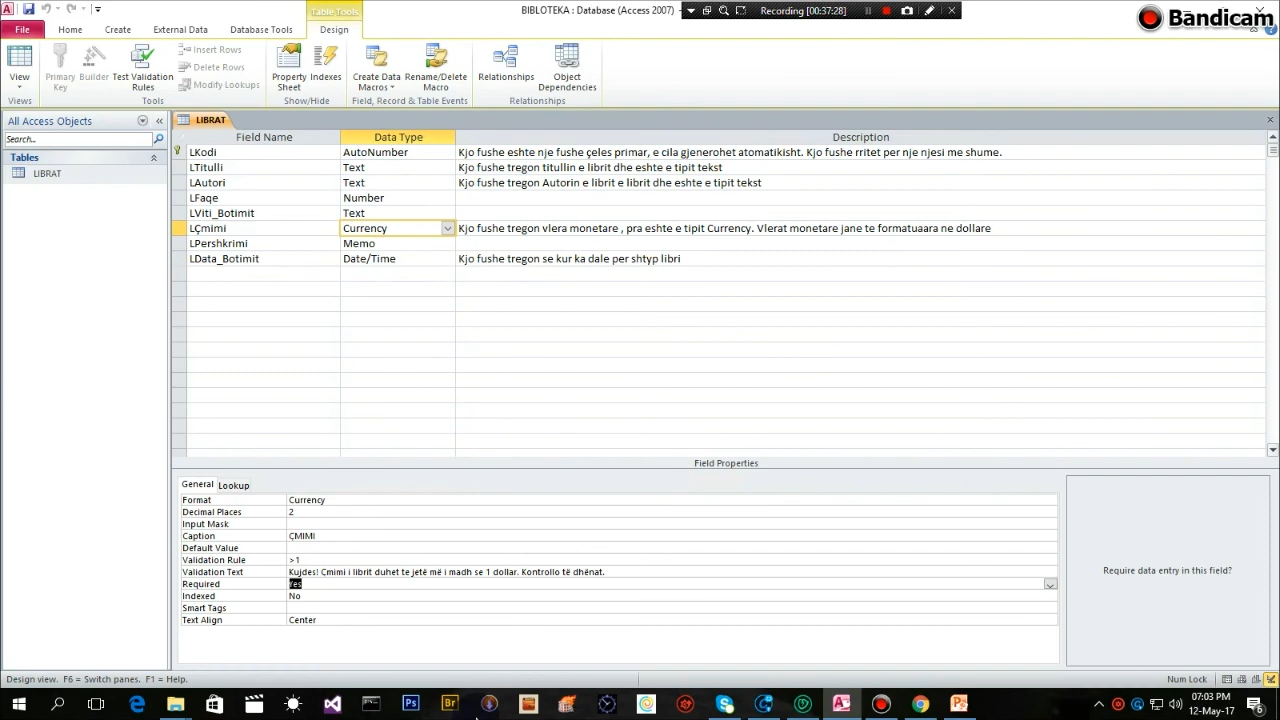 Table Tools
BIBLOTEKA : Database (Access 2007)
Recording [00:37:28]
Bandicam
File Home Create External Data Database Tools Design
View
Primary Key
Builder
Test Validation Rules
Insert Rows
Delete Rows
Modify Lookups
Property Sheet
Indexes
Create Data Macros
Rename/Delete Macro
Relationships
Object Dependencies
Views Tools Show/Hide Field, Record & Table Events Relationships
All Access Objects
Search...
Tables
LIBRAT
LIBRAT
Field Name Data Type Description
LKodi AutoNumber Kjo fushe eshte nje fushe çeles primar, e cila gjenerohet atomatikisht. Kjo fushe rritet per nje njesi me shume.
LTitulli Text Kjo fushe tregon titullin e librit dhe eshte e tipit tekst
LAutori Text Kjo fushe tregon Autorin e librit e librit dhe eshte e tipit tekst
LFaqe Number
LViti_Botimit Text
LÇmimi Currency Kjo fushe tregon vlera monetare , pra eshte e tipit Currency. Vlerat monetare jane te formatuaara ne dollare
LPershkrimi Memo
LData_Botimit Date/Time Kjo fushe tregon se kur ka dale per shtyp libri
Field Properties
General Lookup
Format Currency
Decimal Places 2
Input Mask
Caption ÇMIMI
Default Value
Validation Rule >1
Validation Text Kujdes! Çmimi i librit duhet te jetë më i madh se 1 dollar. Kontrollo të dhënat.
Required Yes
Indexed No
Smart Tags
Text Align Center
Require data entry in this field?
Design view. F6 = Switch panes. F1 = Help.
Num Lock
Ps
Br
07:03 PM
12-May-17